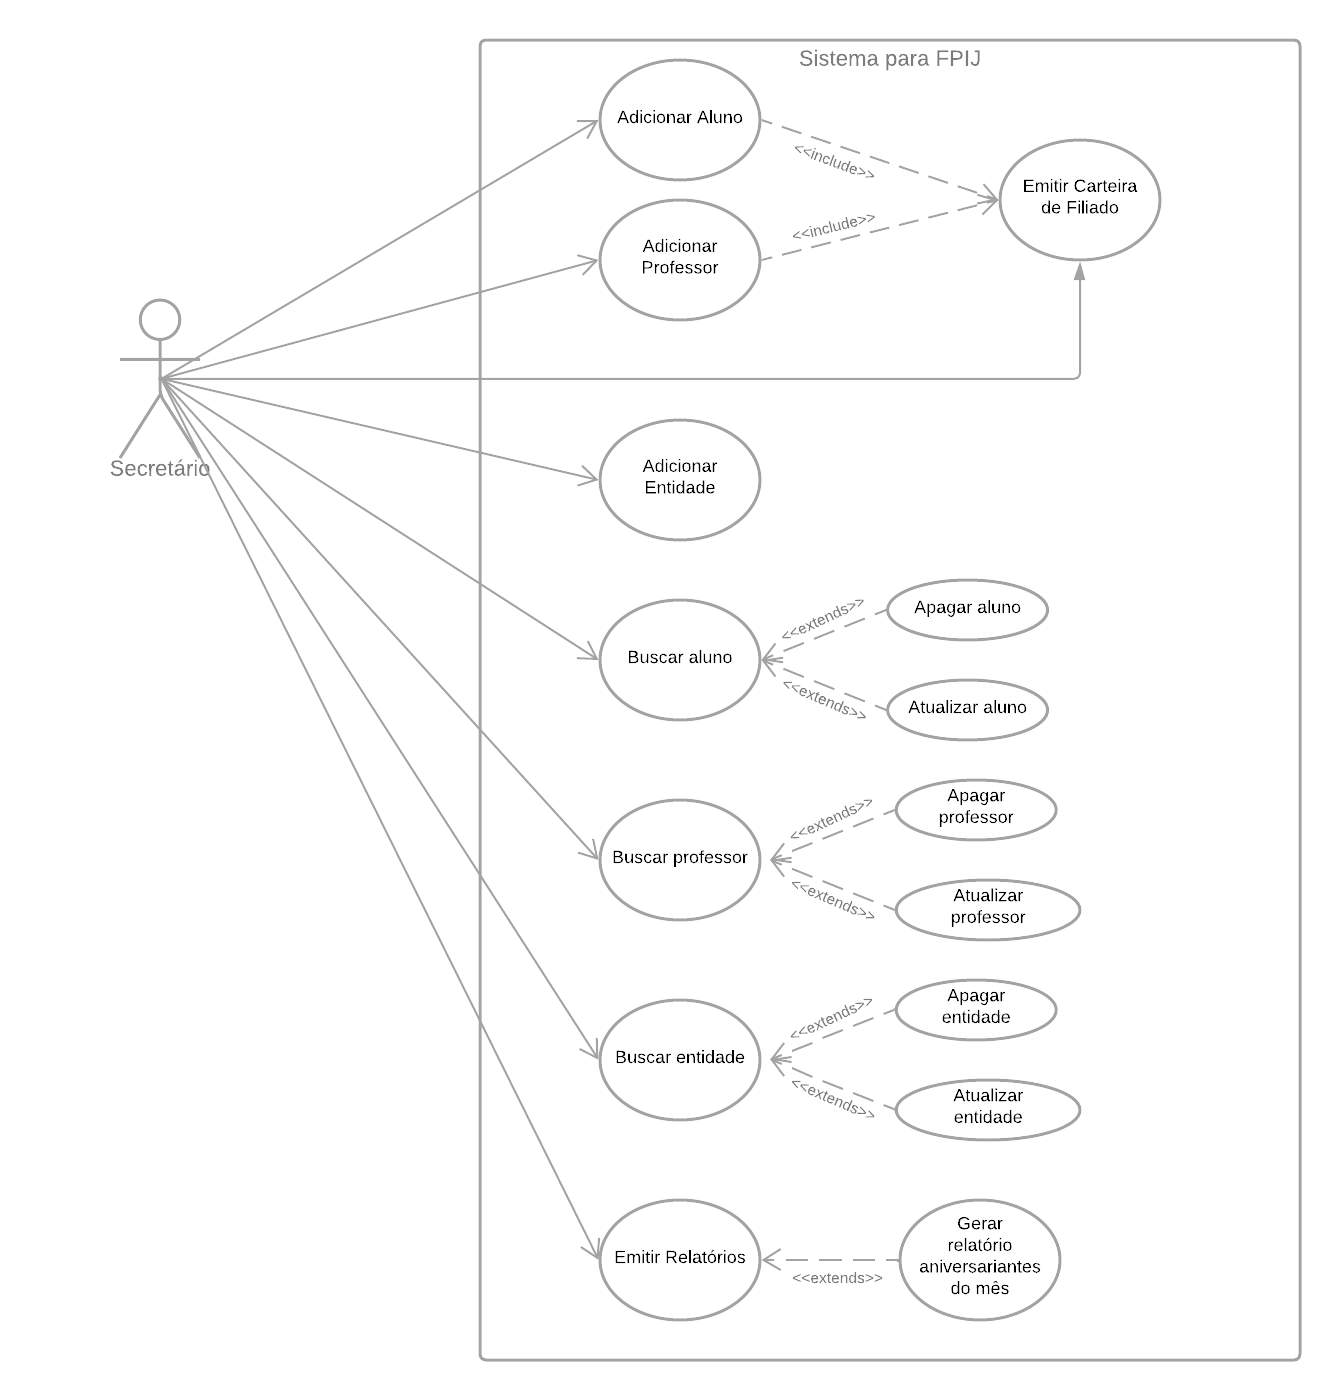 Sistema para FPIJ
Adicionar Aluno
<<include>>
Emitir Carteira
de Filiado
Adicionar
Professor
<<include>>
Secretário
Adicionar
Entidade
Buscar aluno
<<extends>>
Apagar aluno
<<extends>>
Atualizar aluno
Buscar professor
<<extends>>
Apagar
professor
<<extends>>
Atualizar
professor
Buscar entidade
<<extends>>
Apagar
entidade
<<extends>>
Atualizar
entidade
Emitir Relatórios
<<extends>>
Gerar
relatório
aniversariantes
do mês